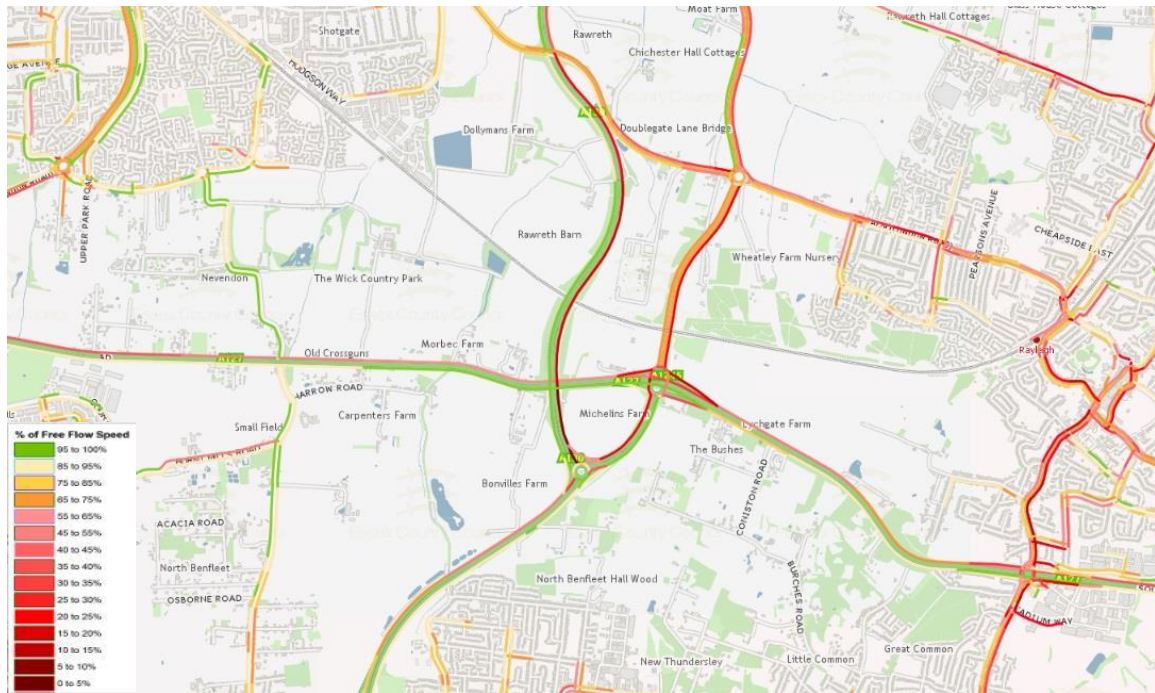 Moat Farm
Rawreth Hall Cottages
Shotgate
Rawreth
Chichester Hall Cottages
HODGSON WAY
Dollymans Farm
Doublegate Lane Bridge
UPPER PARK ROAD
PEARSONS AVENUE
CHEAPSIDE EAST
Rawreth Barn
Wheatley Farm Nursery
Nevendon
The Wick Country Park
Essex County Council
Morbec Farm
Old Crossguns
Rayleigh
A127
HARROW ROAD
Carpenters Farm
Michelins Farm
Lychgate Farm
Small Field
The Bushes
CONISTON ROAD
Bonvilles Farm
ACACIA ROAD
North Benfleet
North Benfleet Hall Wood
OSBORNE ROAD
BURCHES ROAD
New Thundersley
Little Common
Great Common
% of Free Flow Speed
95 to 100%
85 to 95%
75 to 85%
65 to 75%
55 to 65%
45 to 55%
40 to 45%
35 to 40%
30 to 35%
25 to 30%
20 to 25%
15 to 20%
10 to 15%
5 to 10%
0 to 5%